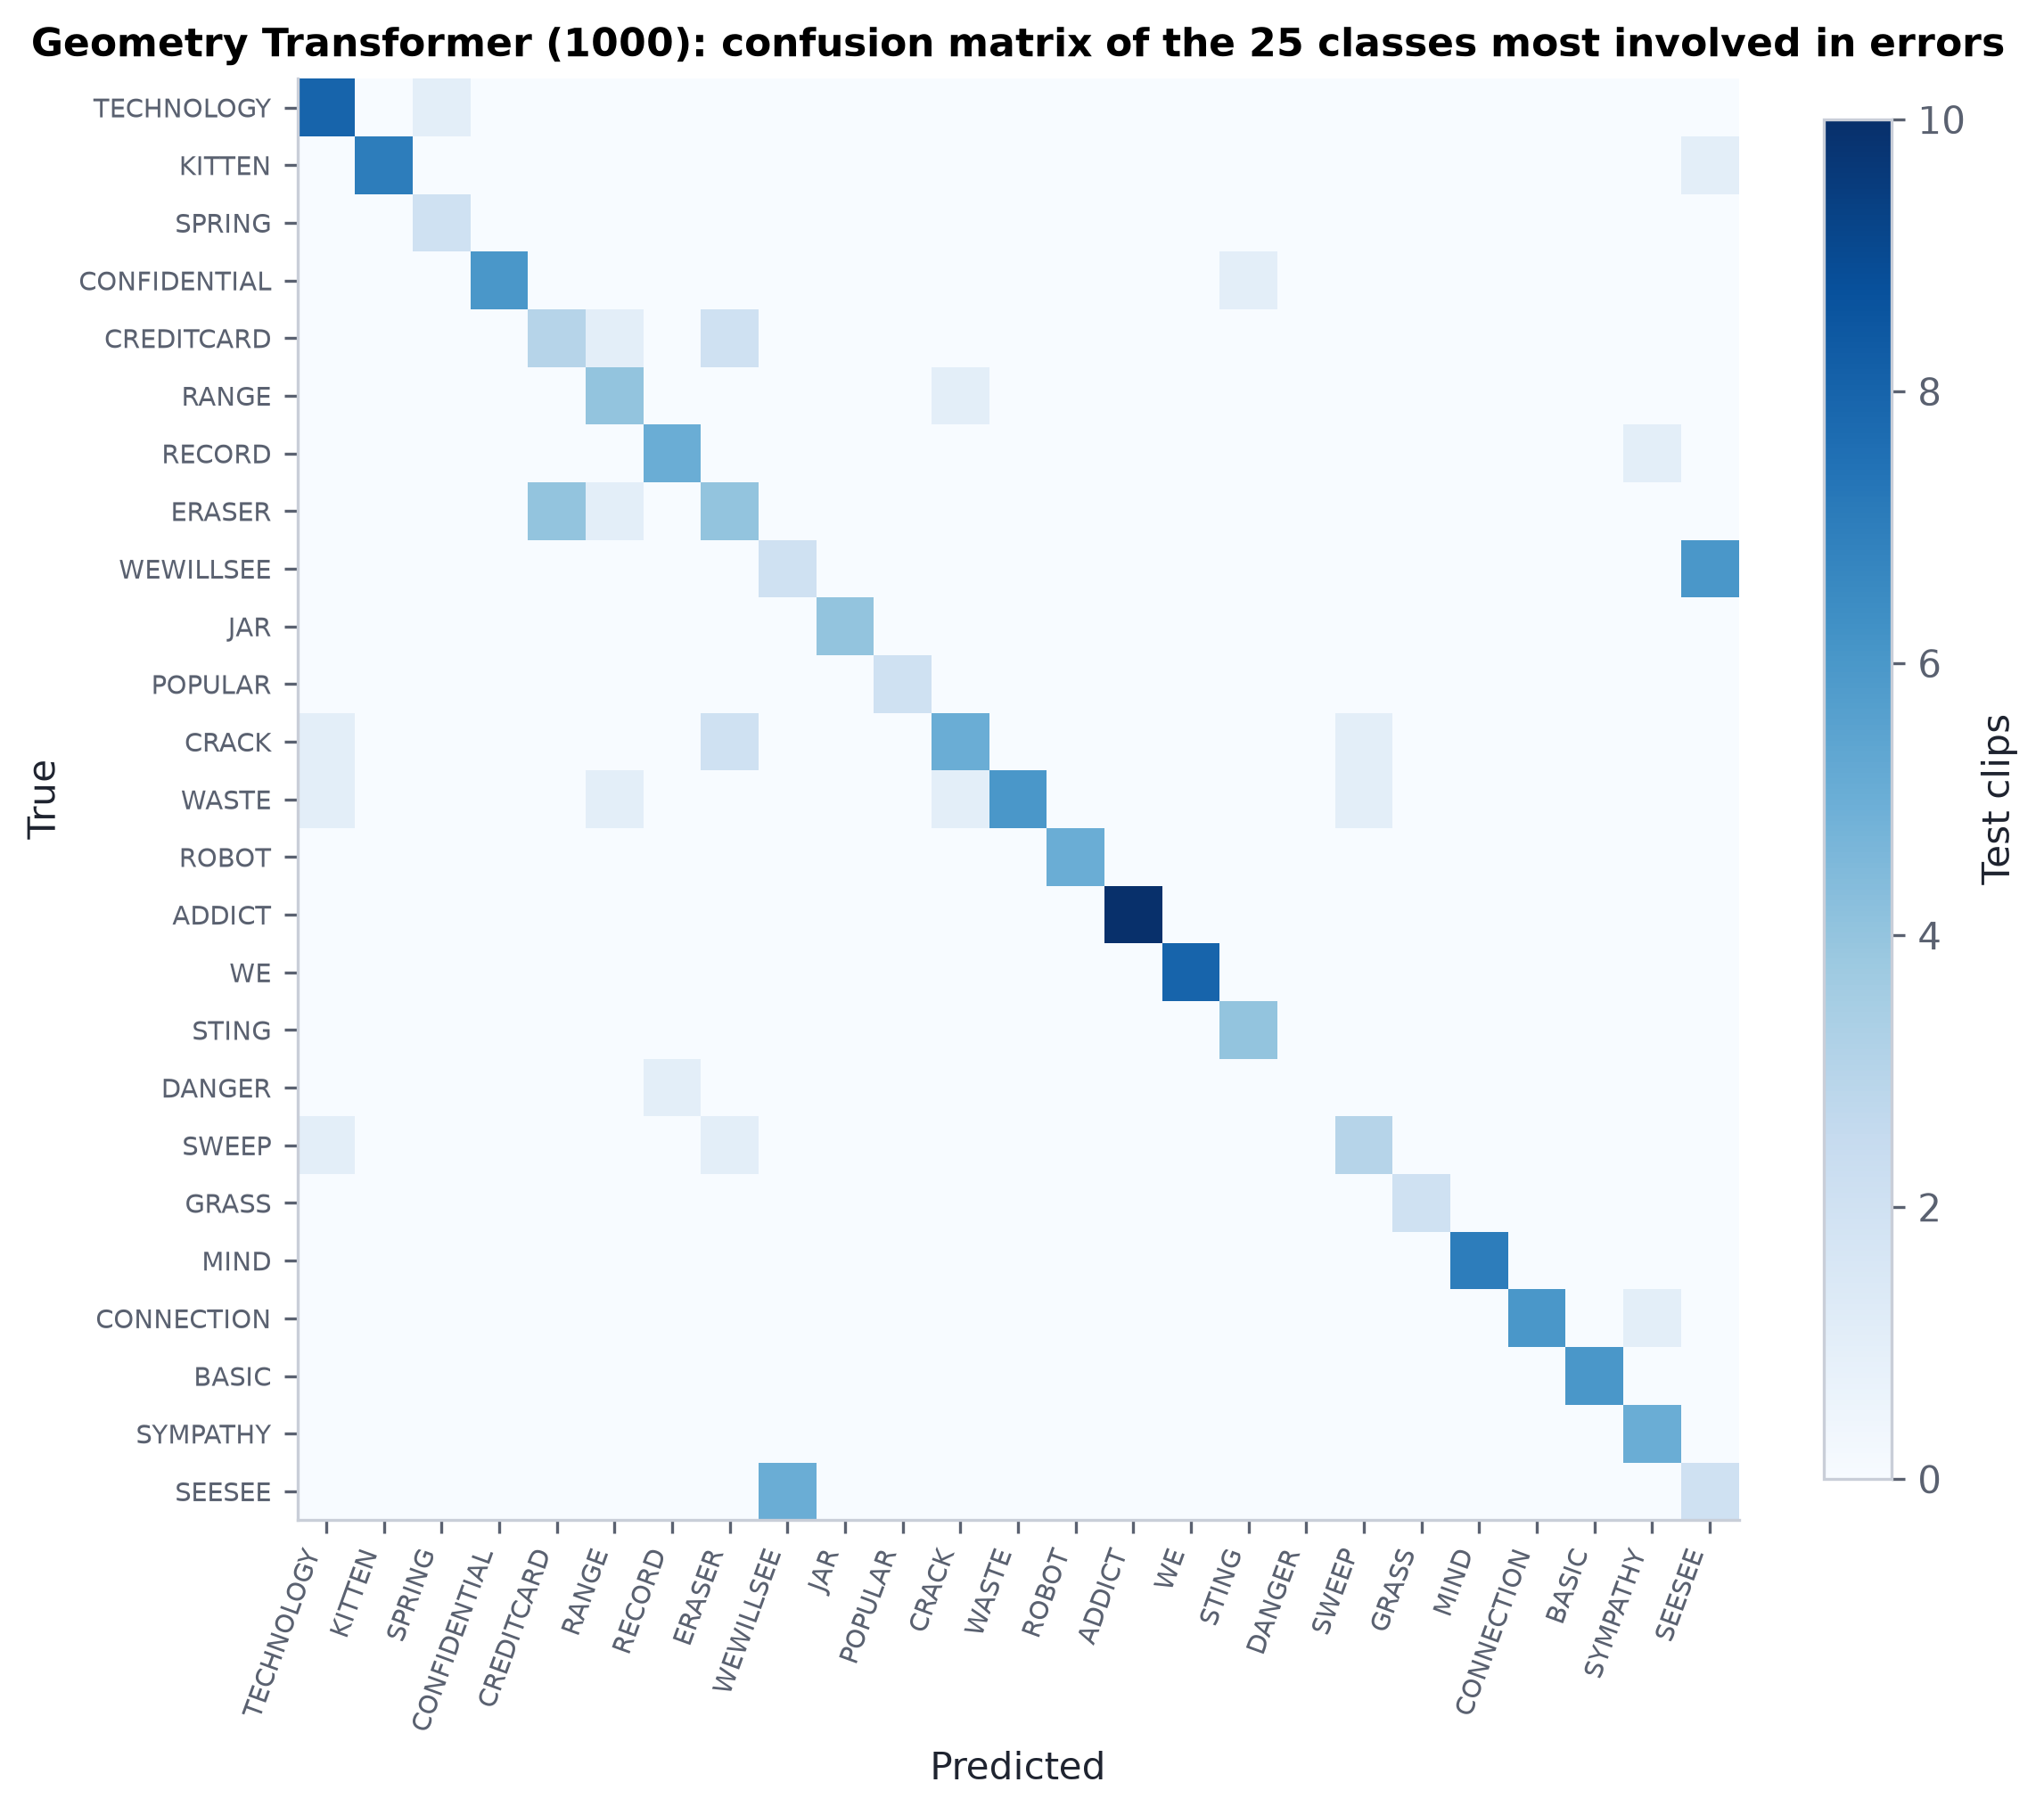 Geometry Transformer (1000): confusion matrix of the 25 classes most involved in errors
True
TECHNOLOGY
KITTEN
SPRING
CONFIDENTIAL
CREDITCARD
RANGE
RECORD
ERASER
WEWILLSEE
JAR
POPULAR
CRACK
WASTE
ROBOT
ADDICT
WE
STING
DANGER
SWEEP
GRASS
MIND
CONNECTION
BASIC
SYMPATHY
SEESEE
TECHNOLOGY
KITTEN
SPRING
CONFIDENTIAL
CREDITCARD
RANGE
RECORD
ERASER
WEWILLSEE
JAR
POPULAR
CRACK
WASTE
ROBOT
ADDICT
WE
STING
DANGER
SWEEP
GRASS
MIND
CONNECTION
BASIC
SYMPATHY
SEESEE
Predicted
10
8
6
4
2
0
Test clips